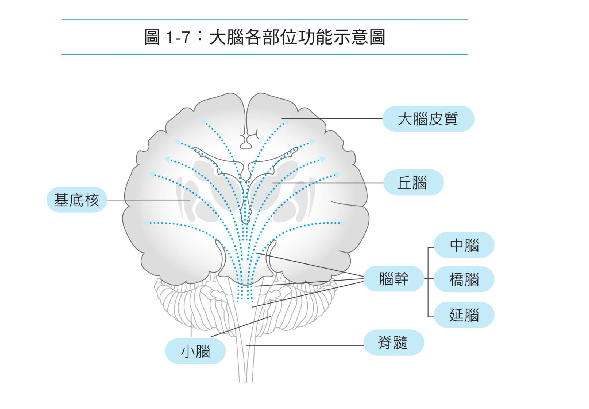 圖 1-7：大腦各部位功能示意圖
大腦皮質
丘腦
基底核
中腦
腦幹
橋腦
延腦
脊髓
小腦